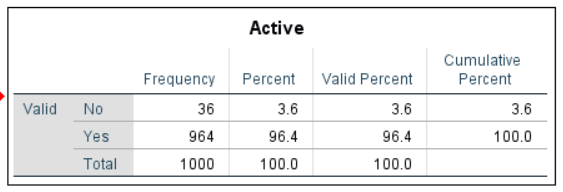 Active
Frequency Percent Valid Percent Cumulative Percent
Valid No 36 3.6 3.6 3.6
Yes 964 96.4 96.4 100.0
Total 1000 100.0 100.0